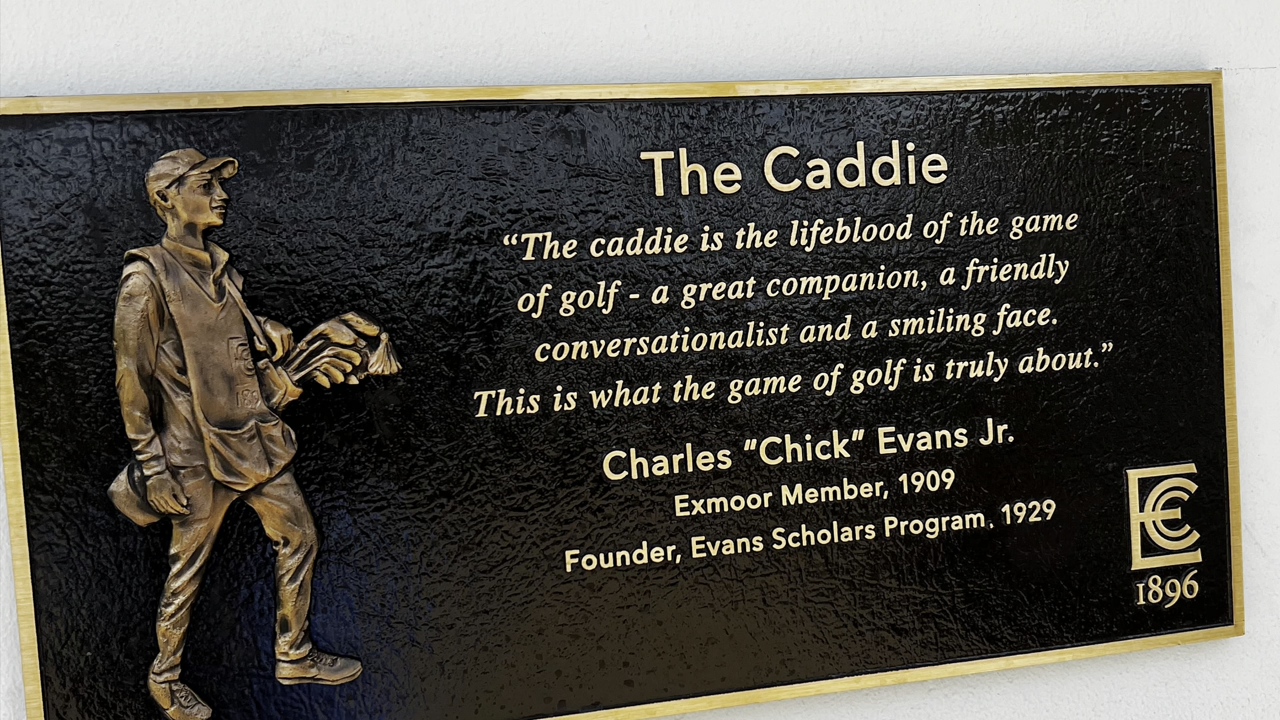 The Caddie
“The caddie is the lifeblood of the game
of golf - a great companion, a friendly
conversationalist and a smiling face.
This is what the game of golf is truly about.”
Charles "Chick" Evans Jr.
Exmoor Member, 1909
Founder, Evans Scholars Program, 1929
ECC
1896